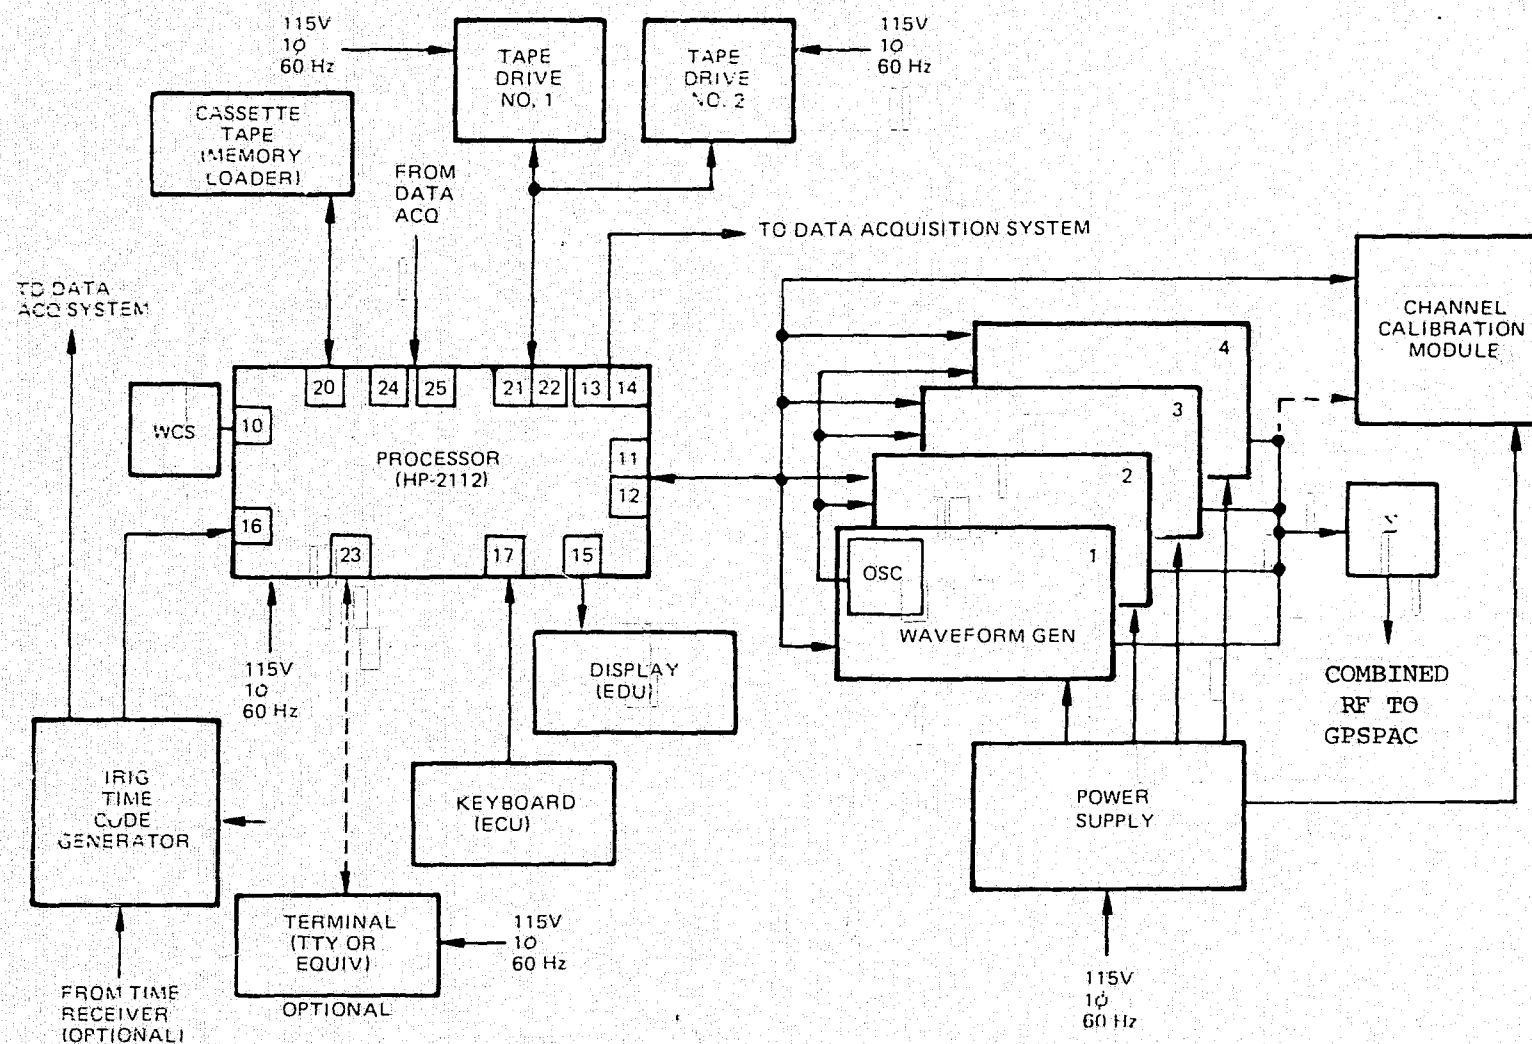 115V
1φ
60 Hz
TAPE
DRIVE
NO. 1
TAPE
DRIVE
NO. 2
115V
1φ
60 Hz
CASSETTE
TAPE
(MEMORY
LOADER)
FROM
DATA
ACQ
TO DATA ACQUISITION SYSTEM
TO DATA
ACQ SYSTEM
CHANNEL
CALIBRATION
MODULE
WCS
10
20
24
25
21
22
13
14
11
12
16
23
17
15
PROCESSOR
(HP-2112)
4
3
2
1
OSC
WAVEFORM GEN
COMBINED
RF TO
GPSPAC
115V
1φ
60 Hz
DISPLAY
(EDU)
IRIG
TIME
CODE
GENERATOR
KEYBOARD
(ECU)
POWER
SUPPLY
TERMINAL
(TTY OR
EQUIV)
OPTIONAL
115V
1φ
60 Hz
FROM TIME
RECEIVER
(OPTIONAL)
115V
1φ
60 Hz